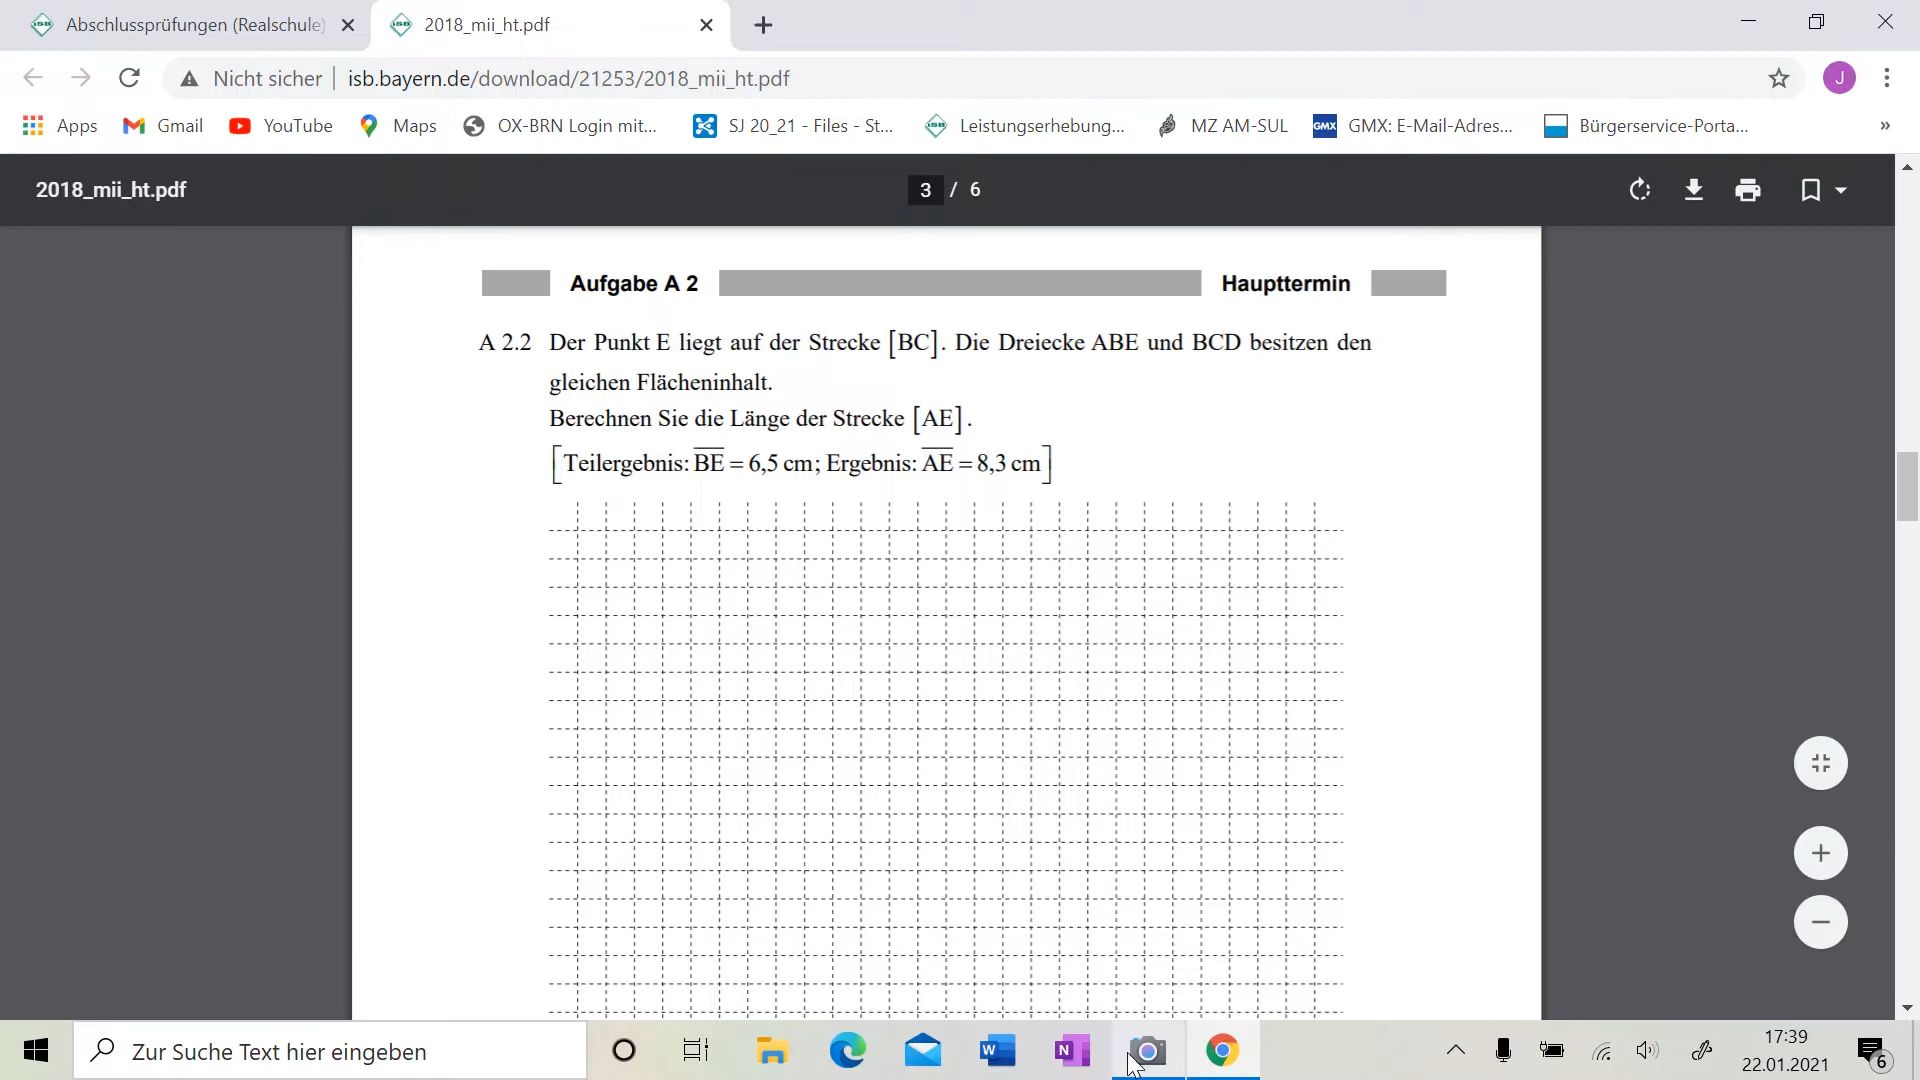 Abschlussprüfungen (Realschule)
2018_mii_ht.pdf
Nicht sicher
isb.bayern.de/download/21253/2018_mii_ht.pdf
J
Apps
Gmail
YouTube
Maps
OX-BRN Login mit...
SJ 20_21 - Files - St...
Leistungserhebung...
MZ AM-SUL
GMX
GMX: E-Mail-Adres...
Bürgerservice-Porta...
»
2018_mii_ht.pdf
3 / 6
Aufgabe A 2
Haupttermin
A 2.2 Der Punkt E liegt auf der Strecke [BC]. Die Dreiecke ABE und BCD besitzen den
gleichen Flächeninhalt.
Berechnen Sie die Länge der Strecke [AE].
[Teilergebnis: B̅E̅ = 6,5 cm; Ergebnis: A̅E̅ = 8,3 cm]
Zur Suche Text hier eingeben
17:39
22.01.2021
6